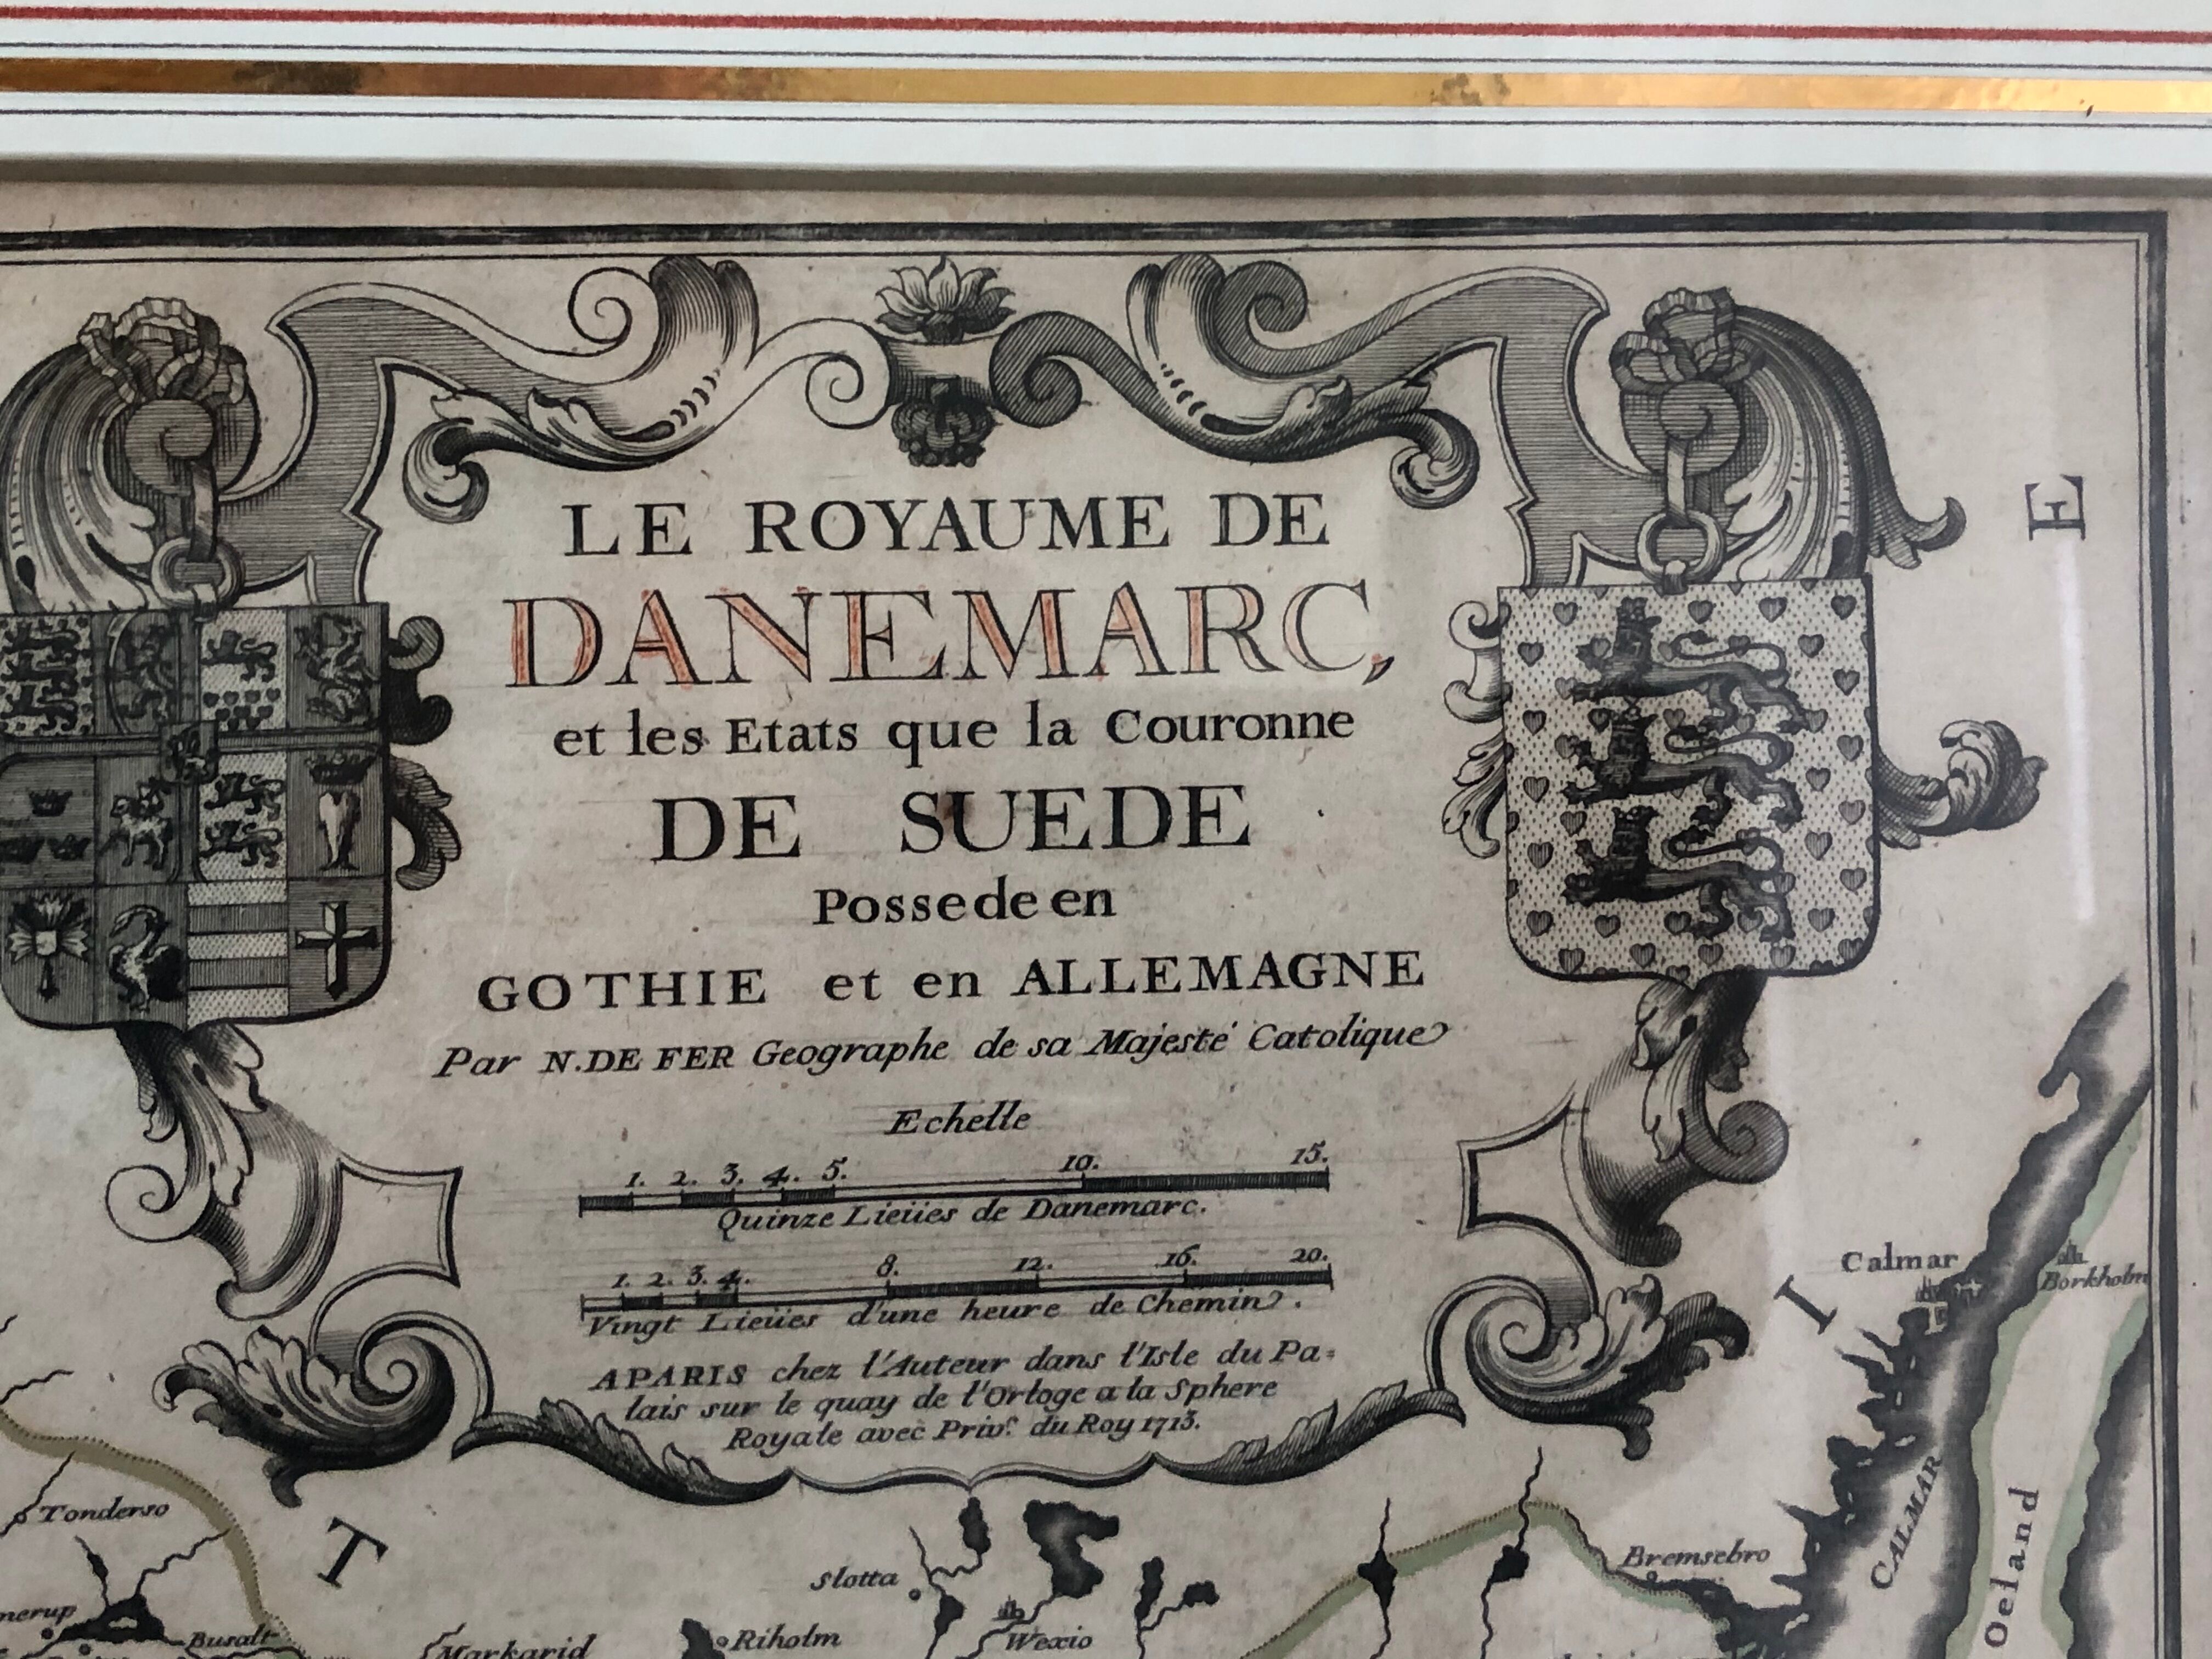 LE ROYAUME DE
DANEMARC,
et les Etats que la Couronne
DE SUEDE
Possede en
GOTHIE et en ALLEMAGNE
Par N. DE FER Geographe de sa Majesté Catolique
Echelle
1. 2. 3. 4. 5. 10. 15.
Quinze Lieües de Danemarc.
1. 2. 3. 4. 8. 12. 16. 20.
Vingt Lieües d'une heure de Chemin.
A PARIS chez l'Auteur dans l'Isle du Pa=
lais sur le quay de l'Orloge a la Sphere
Royale avec Priv. du Roy 1713.
E
I
Calmar
Borkholm
CALMAR
Oeland
Tonderso
T
Slotta
Bremsebro
Busalt
Markarid
Riholm
Wexio